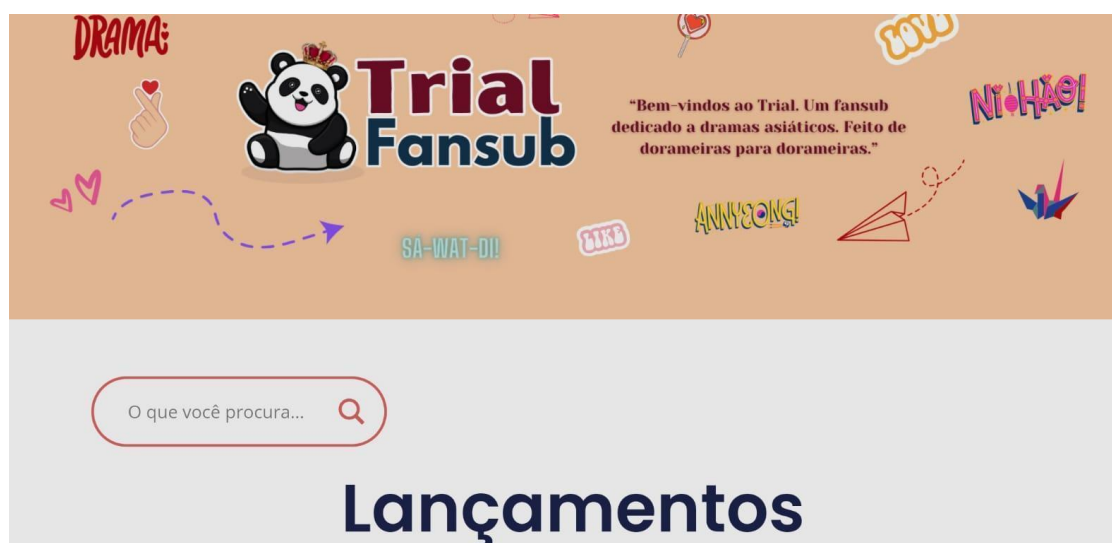 DRAMA:
LOVE
Trial
Fansub
“Bem-vindos ao Trial. Um fansub
dedicado a dramas asiáticos. Feito de
dorameiras para dorameiras.”
NI HÃO!
ANNYEONG!
SA-WAT-DI!
LIKE
O que você procura...
Lançamentos